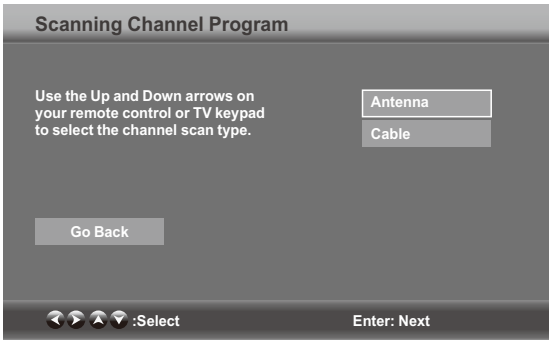 Scanning Channel Program
Use the Up and Down arrows on
your remote control or TV keypad
to select the channel scan type.
Antenna
Cable
Go Back
:Select
Enter: Next